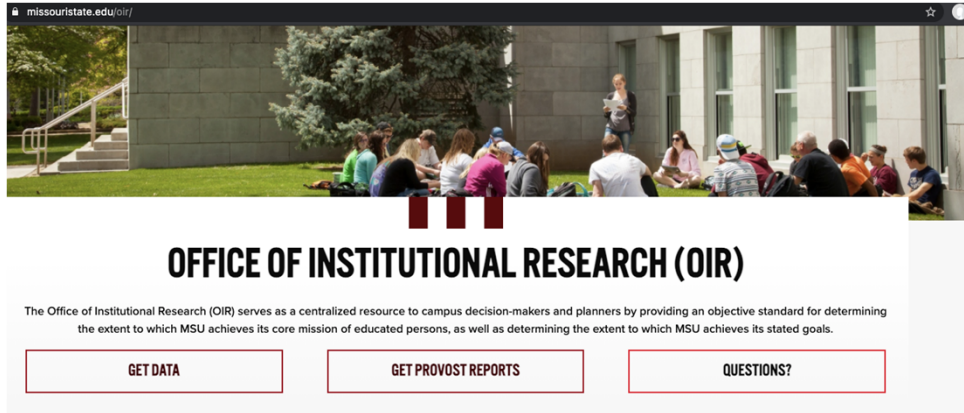 missouristate.edu/oir/
OFFICE OF INSTITUTIONAL RESEARCH (OIR)
The Office of Institutional Research (OIR) serves as a centralized resource to campus decision-makers and planners by providing an objective standard for determining
the extent to which MSU achieves its core mission of educated persons, as well as determining the extent to which MSU achieves its stated goals.
GET DATA
GET PROVOST REPORTS
QUESTIONS?